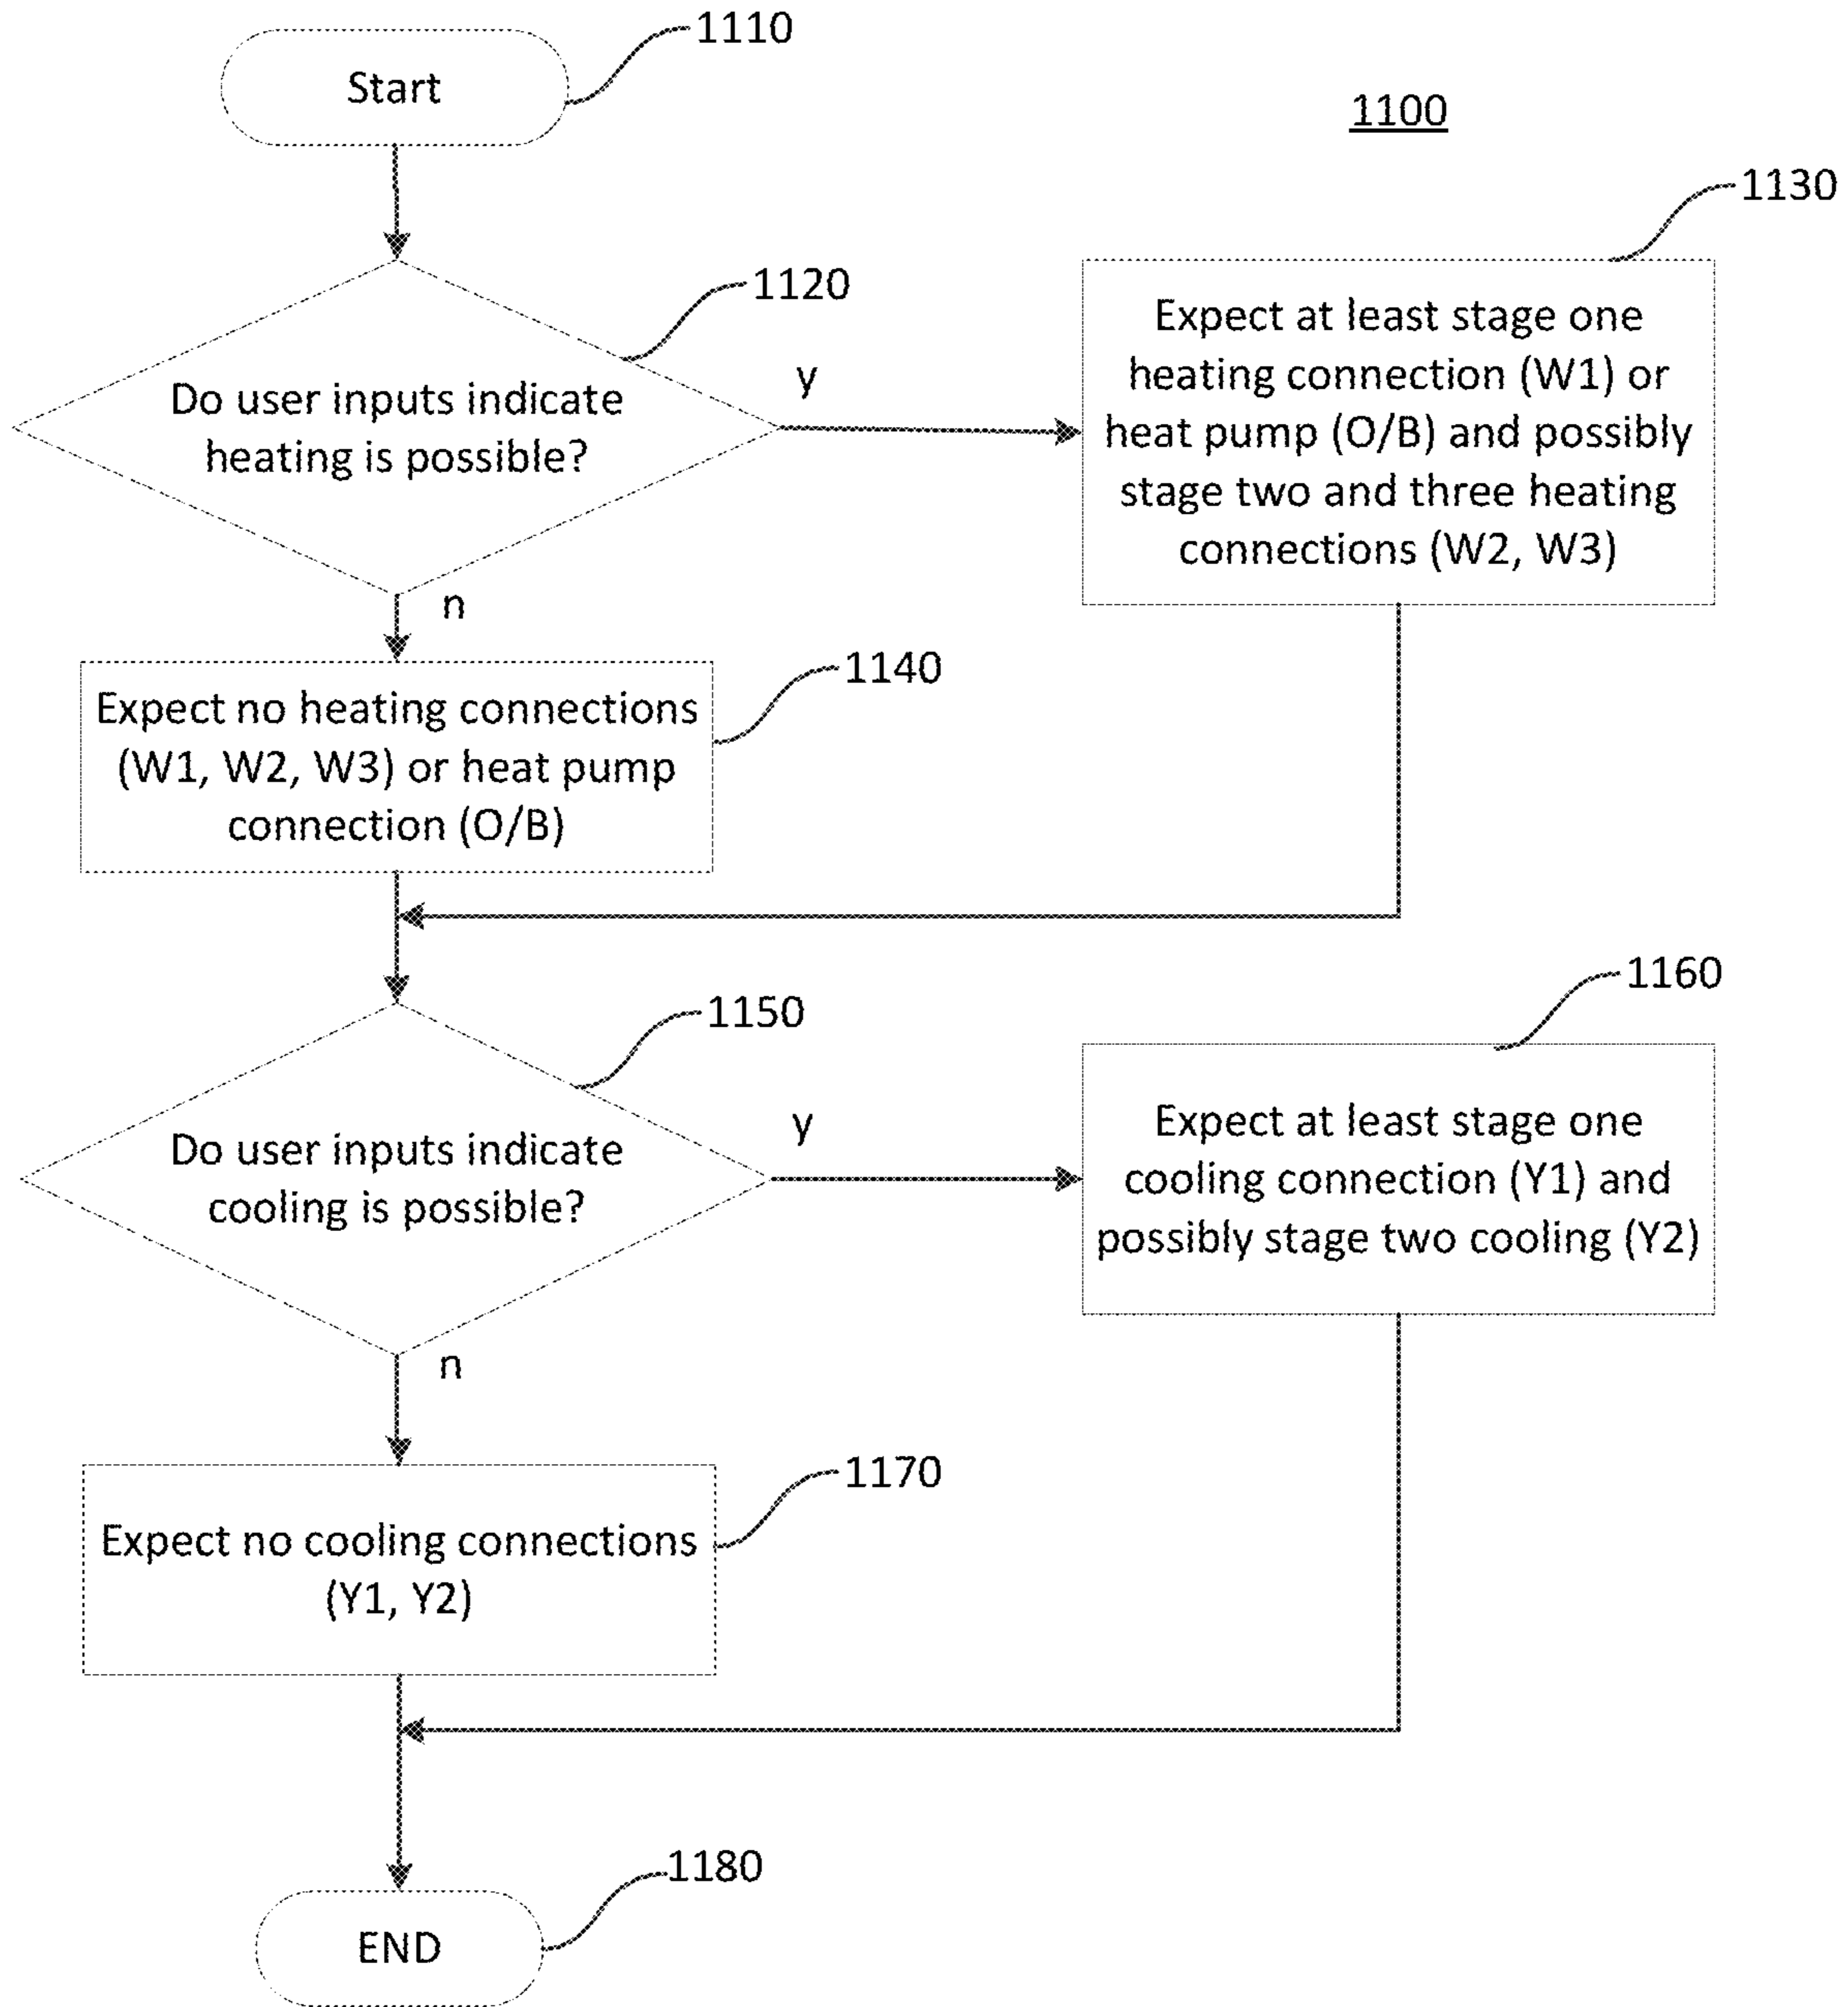 1110
Start
1100
1130
1120
Expect at least stage one
heating connection (W1) or
heat pump (O/B) and possibly
stage two and three heating
connections (W2, W3)
y
Do user inputs indicate
heating is possible?
n
1140
Expect no heating connections
(W1, W2, W3) or heat pump
connection (O/B)
1160
1150
Expect at least stage one
cooling connection (Y1) and
possibly stage two cooling (Y2)
y
Do user inputs indicate
cooling is possible?
n
1170
Expect no cooling connections
(Y1, Y2)
1180
END